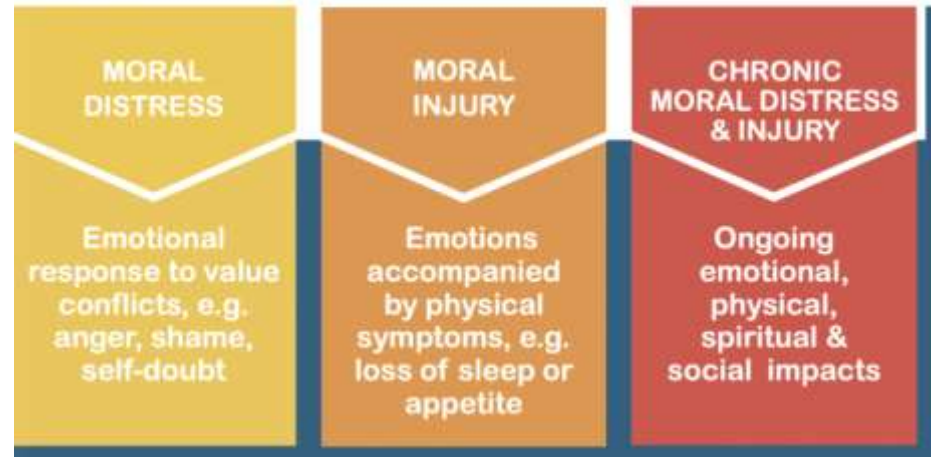 MORAL
DISTRESS
Emotional
response to value
conflicts, e.g.
anger, shame,
self-doubt
MORAL
INJURY
Emotions
accompanied
by physical
symptoms, e.g.
loss of sleep or
appetite
CHRONIC
MORAL DISTRESS
& INJURY
Ongoing
emotional,
physical,
spiritual &
social impacts